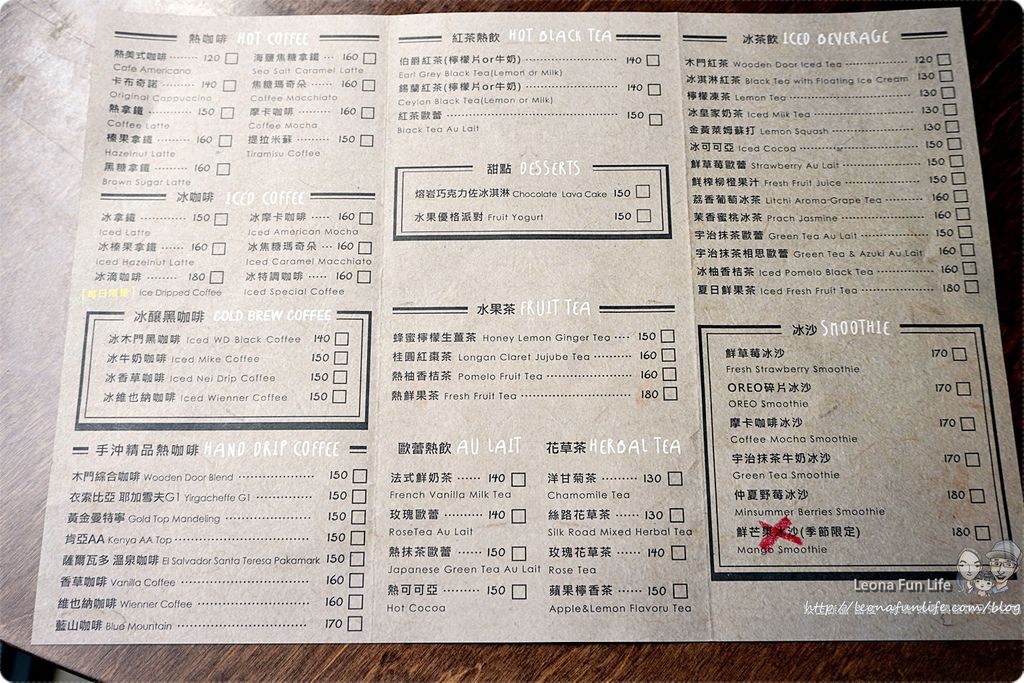 熱咖啡 HOT COFFEE
熱美式咖啡 120
Cafe Americano
卡布奇諾 140
Original Cappuccino
熱拿鐵 150
Coffee Latte
榛果拿鐵 160
Hazelnut Latte
黑糖拿鐵 160
Brown Sugar Latte
海鹽焦糖拿鐵 160
Sea Salt Caramel Latte
焦糖瑪奇朵 160
Coffee Macchiato
摩卡咖啡 160
Coffee Mocha
提拉米蘇 150
Tiramisu Coffee
冰咖啡 ICED COFFEE
冰拿鐵 150
Iced Latte
冰榛果拿鐵 160
Iced Hazelnut Latte
冰滴咖啡 180
[每日限量] Ice Dripped Coffee
冰摩卡咖啡 160
Iced American Mocha
冰焦糖瑪奇朵 160
Iced Caramel Macchiato
冰特調咖啡 160
Iced Special Coffee
冰釀黑咖啡 COLD BREW COFFEE
冰木門黑咖啡 Iced WD Black Coffee 140
冰牛奶咖啡 Iced Mike Coffee 150
冰香草咖啡 Iced Nei Drip Coffee 150
冰維也納咖啡 Iced Wienner Coffee 150
手沖精品熱咖啡 HAND DRIP COFFEE
木門綜合咖啡 Wooden Door Blend 150
衣索比亞 耶加雪夫G1 Yirgacheffe G1 150
黃金曼特寧 Gold Top Mandeling 150
肯亞AA Kenya AA Top 150
薩爾瓦多 溫泉咖啡 El Salvador Santa Teresa Pakamark 150
香草咖啡 Vanilla Coffee 160
維也納咖啡 Wienner Coffee 160
藍山咖啡 Blue Mountain 170
紅茶熱飲 HOT BLACK TEA
伯爵紅茶(檸檬片or牛奶) 140
Earl Grey Black Tea(Lemon or Milk)
錫蘭紅茶(檸檬片or牛奶) 140
Ceylan Black Tea(Lemon or Milk)
紅茶歐蕾 150
Black Tea Au Lait
甜點 DESSERTS
熔岩巧克力佐冰淇淋 Chocolate Lava Cake 150
水果優格派對 Fruit Yogurt 150
水果茶 FRUIT TEA
蜂蜜檸檬生薑茶 Honey Lemon Ginger Tea 150
桂圓紅棗茶 Longan Claret Jujube Tea 160
熱柚香桔茶 Pomelo Fruit Tea 160
熱鮮果茶 Fresh Fruit Tea 180
歐蕾熱飲 AU LAIT
法式鮮奶茶 140
French Vanilla Milk Tea
玫瑰歐蕾 140
RoseTea Au Lait
熱抹茶歐蕾 150
Japanese Green Tea Au Lait
熱可可亞 150
Hot Cocoa
花草茶 HERBAL TEA
洋甘菊茶 130
Chamomile Tea
絲路花草茶 130
Silk Road Mixed Herbal Tea
玫瑰花草茶 140
Rose Tea
蘋果檸香茶 150
Apple&Lemon Flavoru Tea
冰茶飲 ICED BEVERAGE
木門紅茶 Wooden Door Iced Tea 120
冰淇淋紅茶 Black Tea with Floating Ice Cream 130
檸檬凍茶 Lemon Tea 130
冰皇家奶茶 Iced Milk Tea 130
金黃萊姆蘇打 Lemon Squash 130
冰可可亞 Iced Cocoa 150
鮮草莓歐蕾 Strawberry Au Lait 150
鮮榨柳橙果汁 Fresh Fruit Juice 150
荔香葡萄冰茶 Litchi Aroma Grape Tea 160
茉香蜜桃冰茶 Prach Jasmine 160
宇治抹茶歐蕾 Green Tea Au Lait 150
宇治抹茶相思歐蕾 Green Tea & Azuki Au Lait 160
冰柚香桔茶 Iced Pomelo Black Tea 160
夏日鮮果茶 Iced Fresh Fruit Tea 180
冰沙 SMOOTHIE
鮮草莓冰沙 170
Fresh Strawberry Smoothie
OREO碎片冰沙 170
OREO Smoothie
摩卡咖啡冰沙 170
Coffee Mocha Smoothie
宇治抹茶牛奶冰沙 170
Green Tea Smoothie
仲夏野莓冰沙 180
Minsummer Berries Smoothie
鮮芒果冰沙(季節限定) 180
Mango Smoothie
Leona Fun Life
http://leonafunlife.com/blog